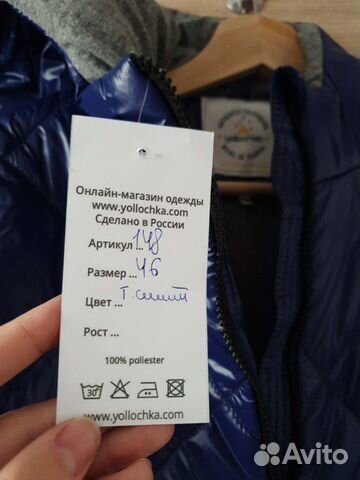 Онлайн-магазин одежды
www.yollochka.com
Сделано в России
Артикул ... 148
Размер ... 46
Цвет ... Т. синий
Рост ...
100% poliester
30°
www.yollochka.com
yollochka
Avito